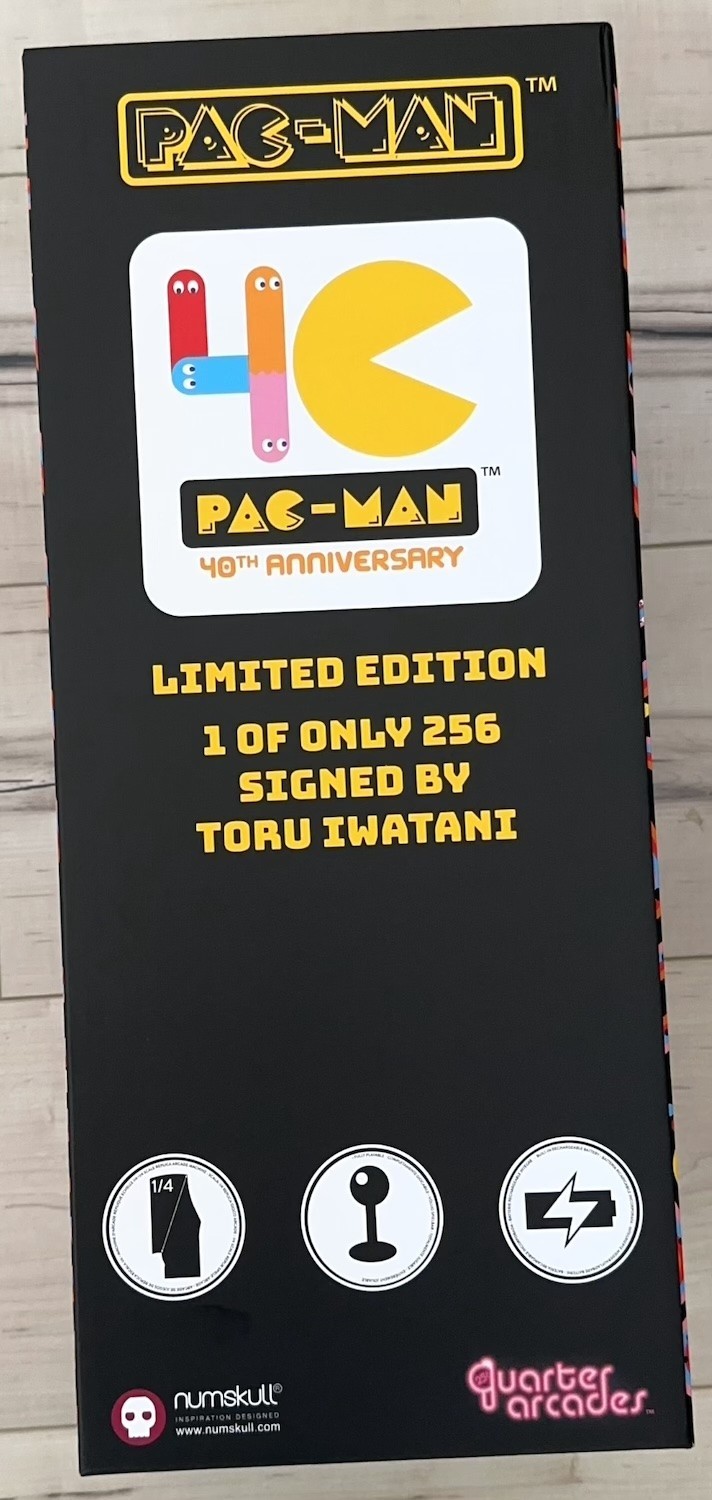 PAC-MAN™
40
PAC-MAN™
40TH ANNIVERSARY
LIMITED EDITION
1 OF ONLY 256
SIGNED BY
TORU IWATANI
1/4
numskull®
INSPIRATION DESIGNED
www.numskull.com
quarter
arcades™